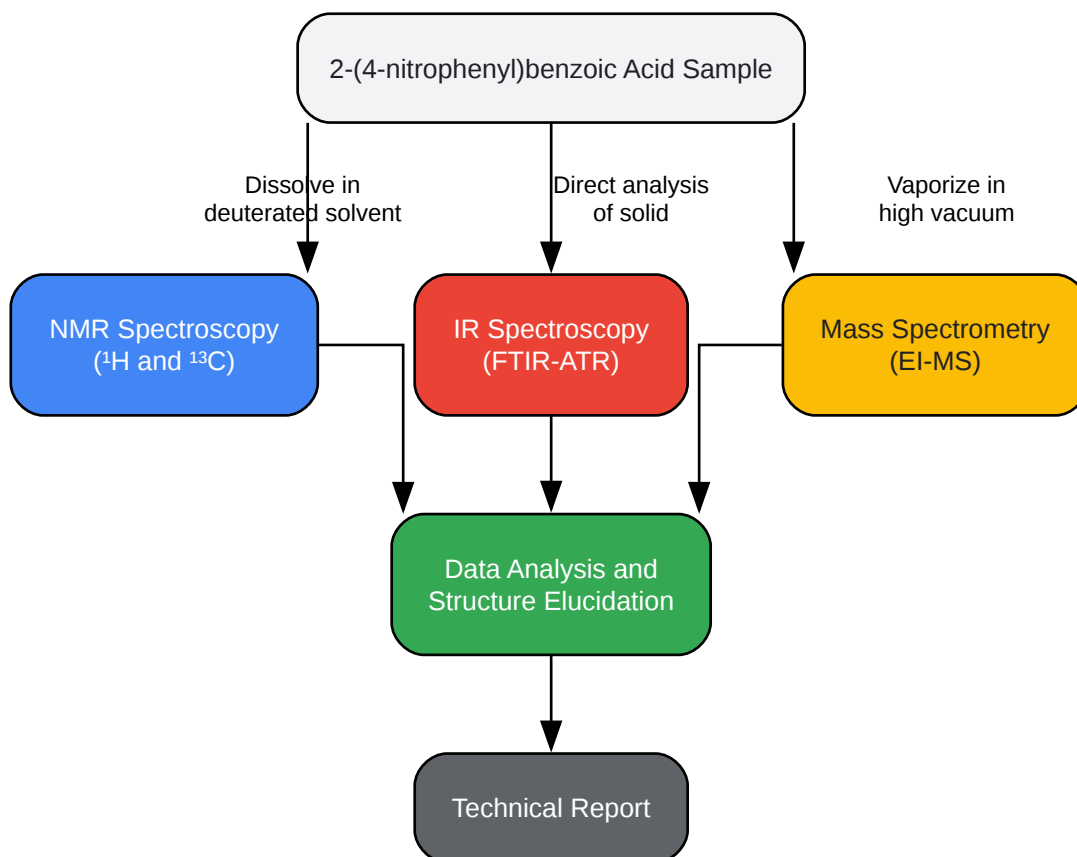 2-(4-nitrophenyl)benzoic Acid Sample
Dissolve in
deuterated solvent
Direct analysis
of solid
Vaporize in
high vacuum
NMR Spectroscopy
(¹H and ¹³C)
IR Spectroscopy
(FTIR-ATR)
Mass Spectrometry
(EI-MS)
Data Analysis and
Structure Elucidation
Technical Report